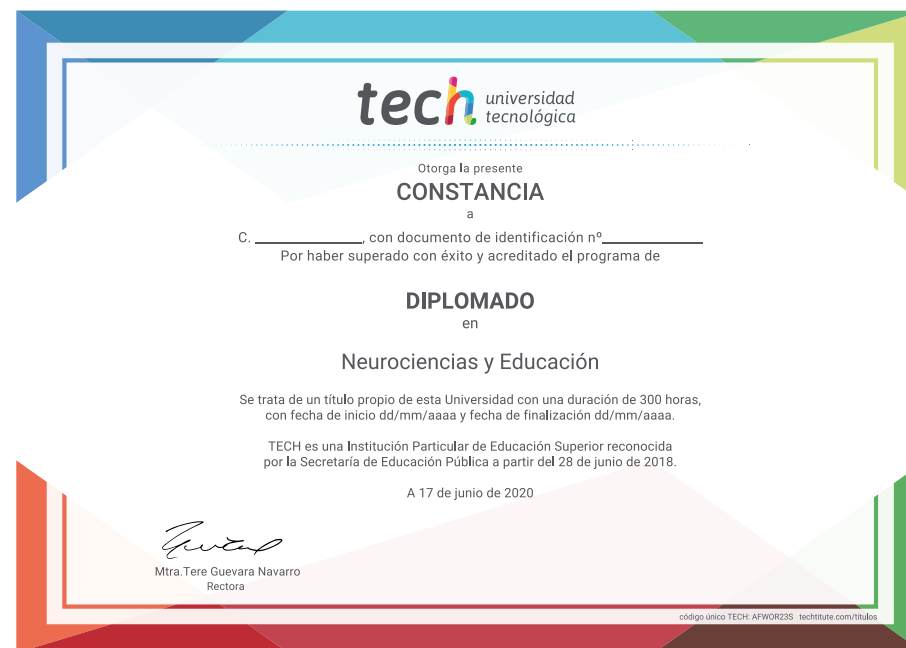 tech universidad
tecnológica
Otorga la presente
CONSTANCIA
a
C. ____________, con documento de identificación nº____________
Por haber superado con éxito y acreditado el programa de
DIPLOMADO
en
Neurociencias y Educación
Se trata de un título propio de esta Universidad con una duración de 300 horas,
con fecha de inicio dd/mm/aaaa y fecha de finalización dd/mm/aaaa.
TECH es una Institución Particular de Educación Superior reconocida
por la Secretaría de Educación Pública a partir del 28 de junio de 2018.
A 17 de junio de 2020
Mtra.Tere Guevara Navarro
Rectora
código único TECH: AFWOR23S techtitute.com/titulos